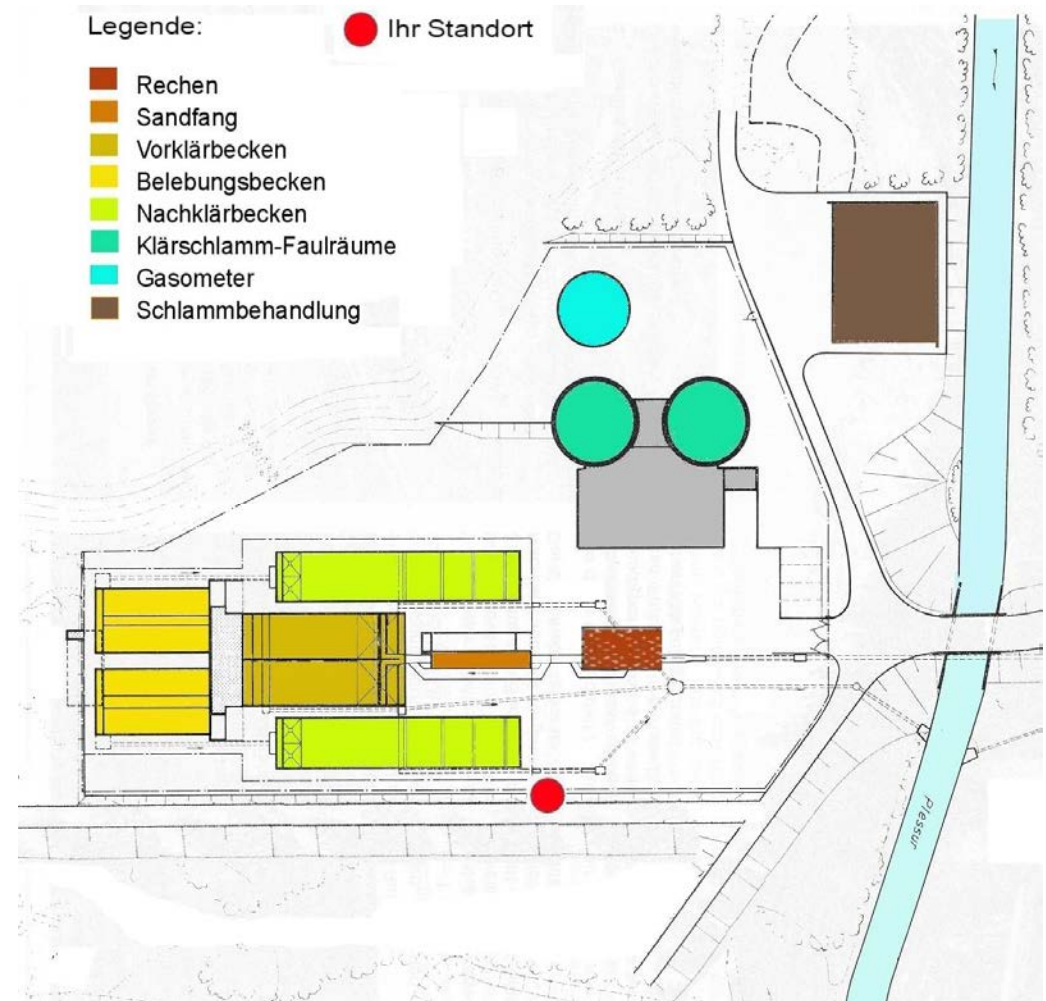 Legende:
Ihr Standort
Rechen
Sandfang
Vorklärbecken
Belebungsbecken
Nachklärbecken
Klärschlamm-Faulräume
Gasometer
Schlammbehandlung
Plessur